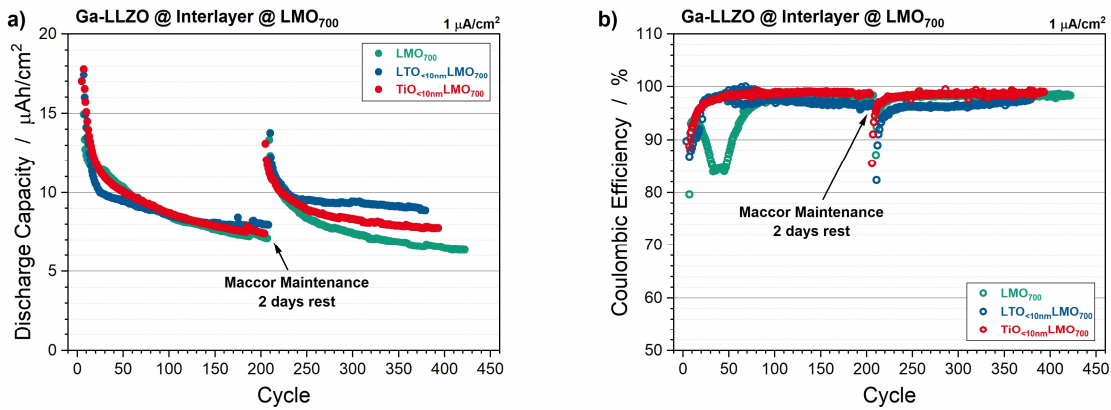 a)
Ga-LLZO @ Interlayer @ LMO700
1 µA/cm²
20
15
10
5
0
Discharge Capacity / µAh/cm²
LMO700
LTO<10nmLMO700
TiO<10nmLMO700
Maccor Maintenance
2 days rest
0 50 100 150 200 250 300 350 400 450
Cycle
b)
Ga-LLZO @ Interlayer @ LMO700
1 µA/cm²
110
100
90
80
70
60
50
Coulombic Efficiency / %
Maccor Maintenance
2 days rest
LMO700
LTO<10nmLMO700
TiO<10nmLMO700
0 50 100 150 200 250 300 350 400 450
Cycle